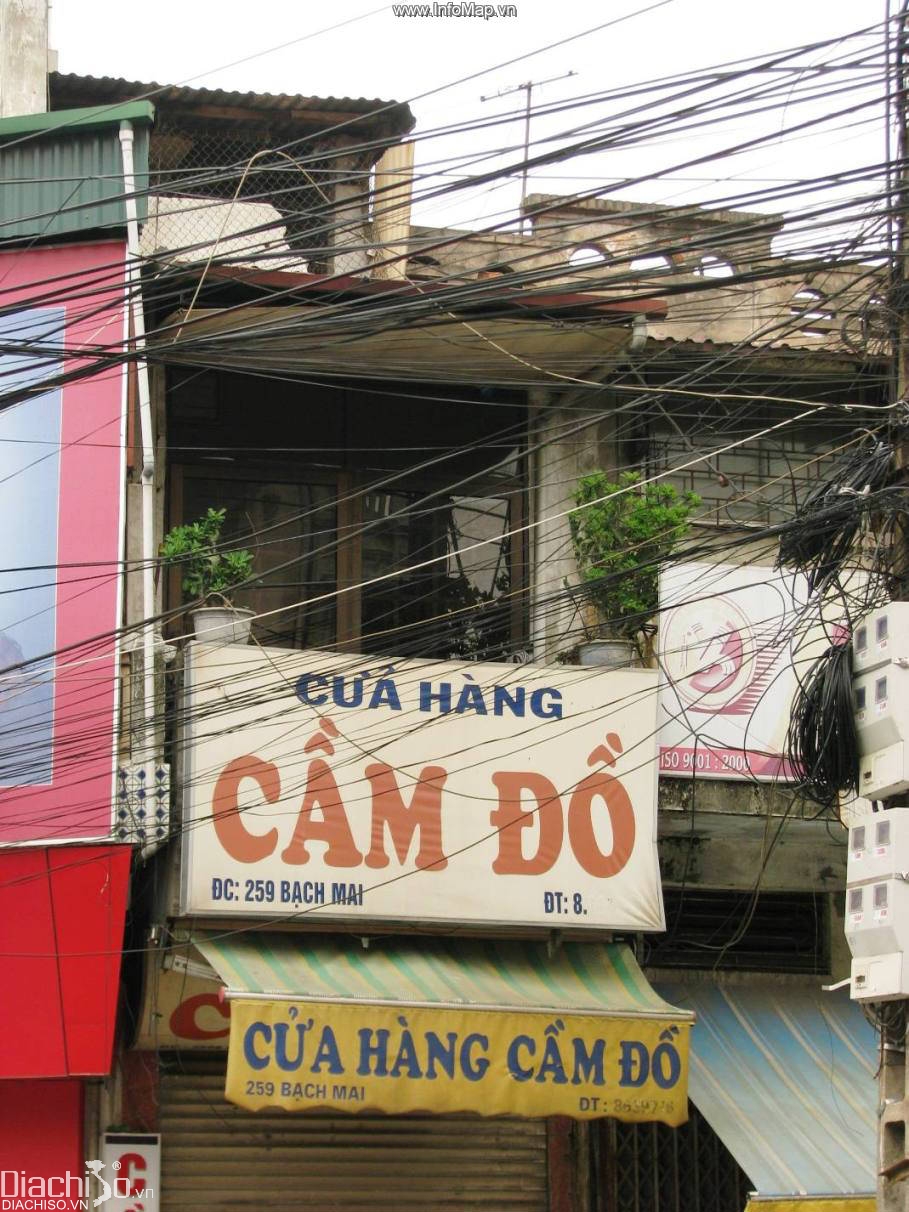 www.InfoMap.vn
CỬA HÀNG
CẦM ĐỒ
ĐC: 259 BẠCH MAI
ĐT: 8.
ISO 9001 : 2000
CỬA HÀNG CẦM ĐỒ
259 BẠCH MAI
ĐT :
C
C
Diachiso.vn
DIACHISO.VN